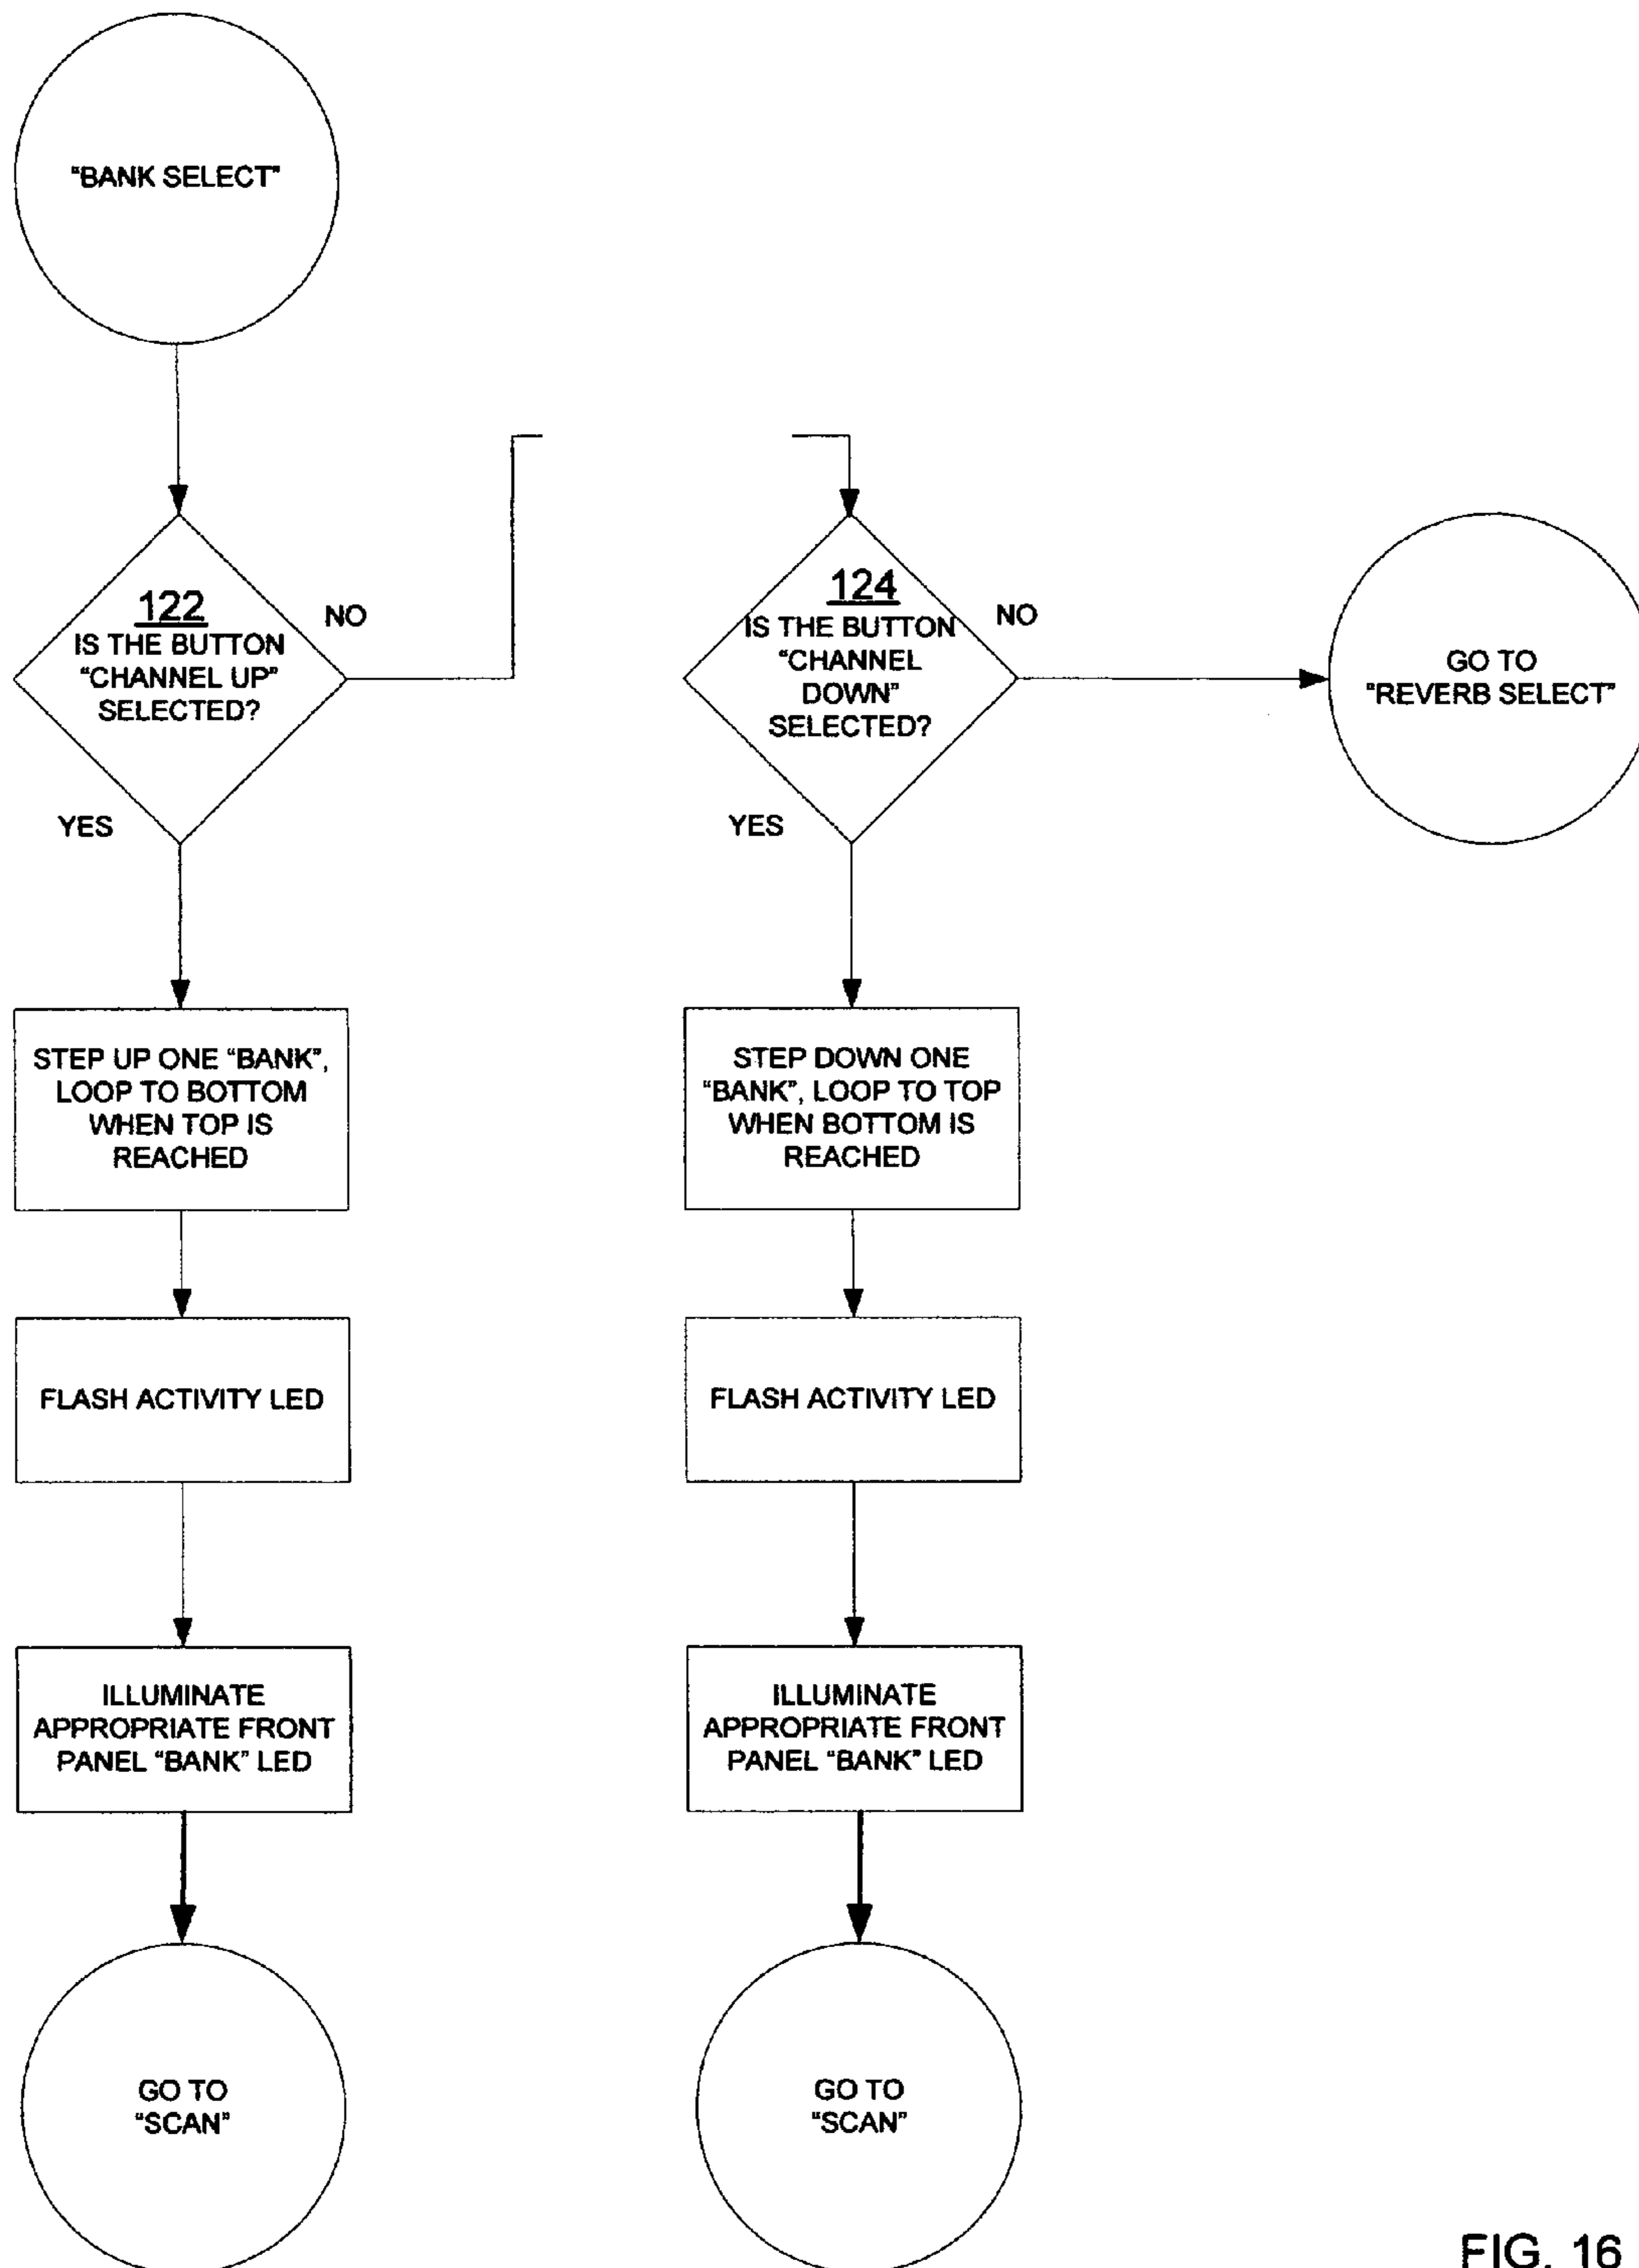 "BANK SELECT"
122
IS THE BUTTON
"CHANNEL UP"
SELECTED?
NO
YES
124
IS THE BUTTON
"CHANNEL
DOWN"
SELECTED?
NO
YES
GO TO
"REVERB SELECT"
STEP UP ONE "BANK",
LOOP TO BOTTOM
WHEN TOP IS
REACHED
STEP DOWN ONE
"BANK", LOOP TO TOP
WHEN BOTTOM IS
REACHED
FLASH ACTIVITY LED
FLASH ACTIVITY LED
ILLUMINATE
APPROPRIATE FRONT
PANEL "BANK" LED
ILLUMINATE
APPROPRIATE FRONT
PANEL "BANK" LED
GO TO
"SCAN"
GO TO
"SCAN"
FIG. 16